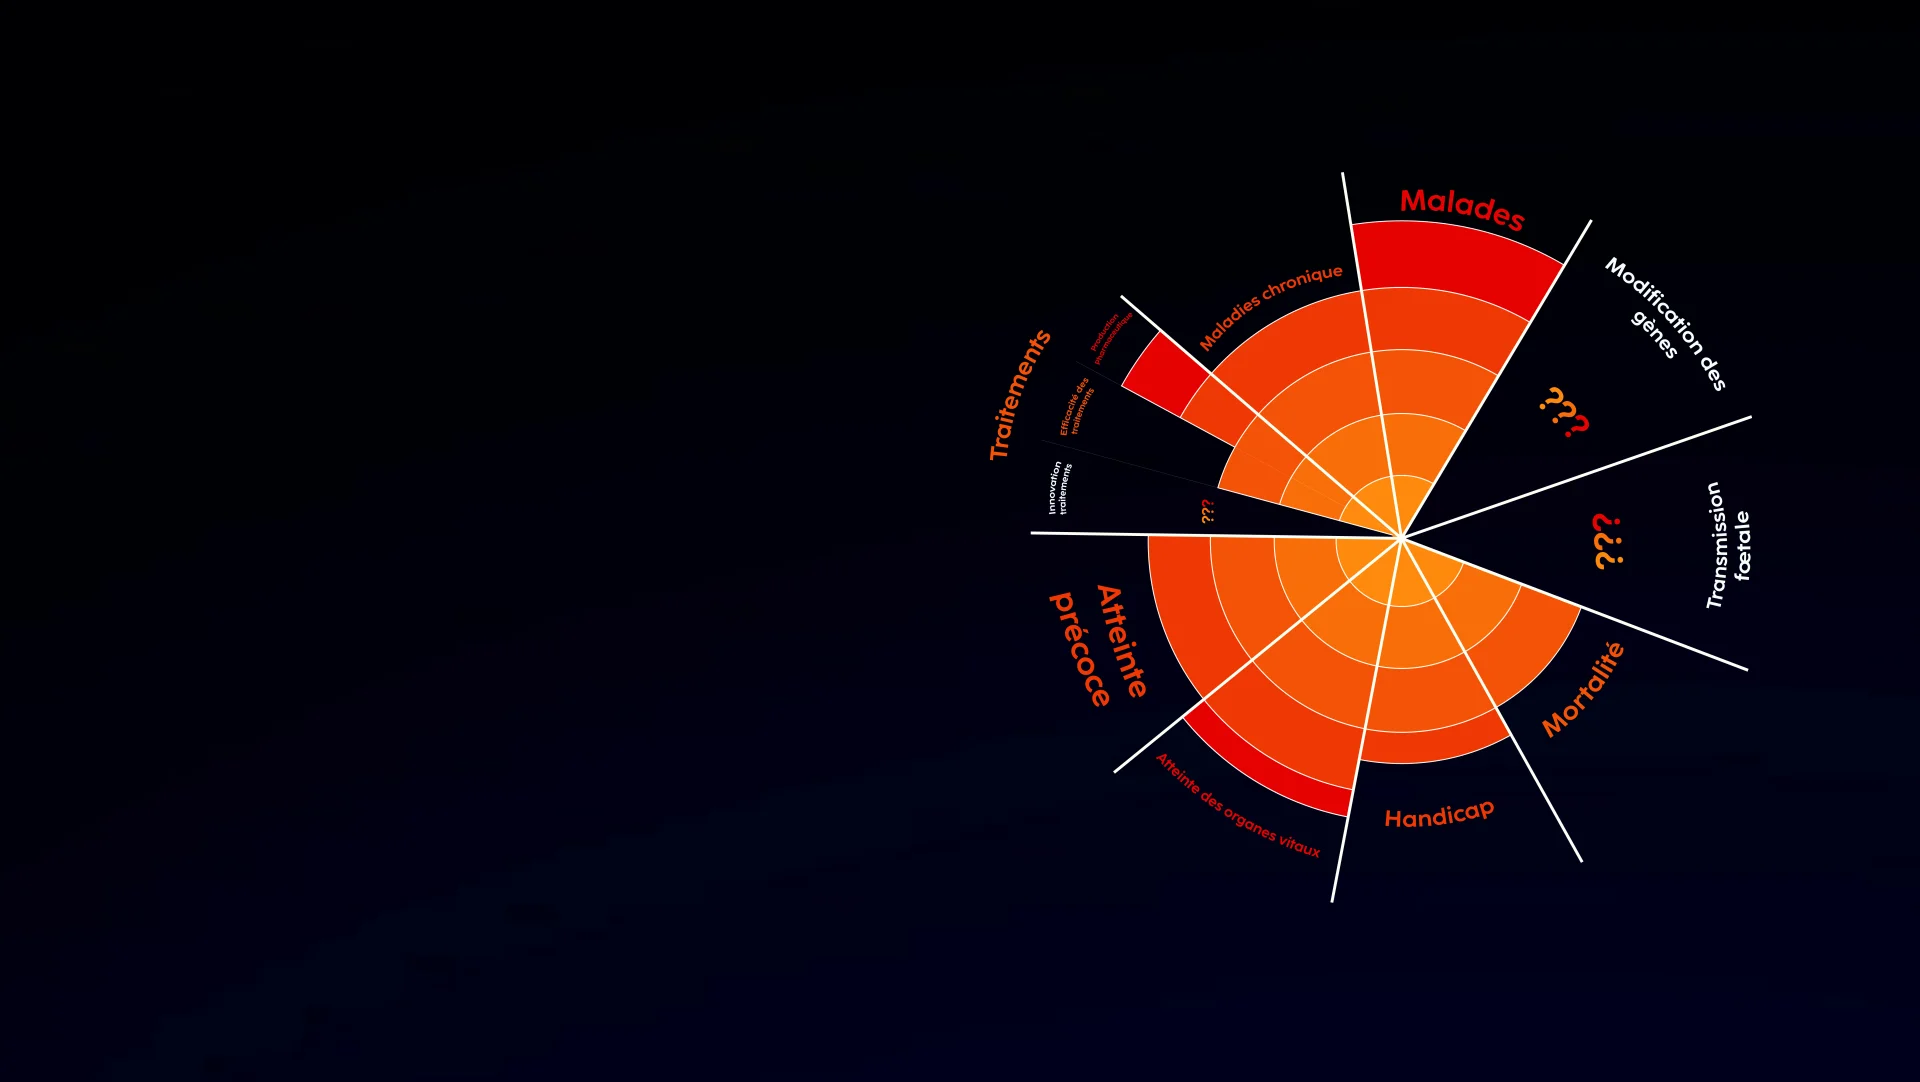 Malades
Modification des
gènes
???
Transmission
fœtale
???
Mortalité
Handicap
Atteinte des organes vitaux
Atteinte
précoce
Traitements
Innovation
traitements
???
Efficacité des
traitements
Production
pharmaceutique
Maladies chronique